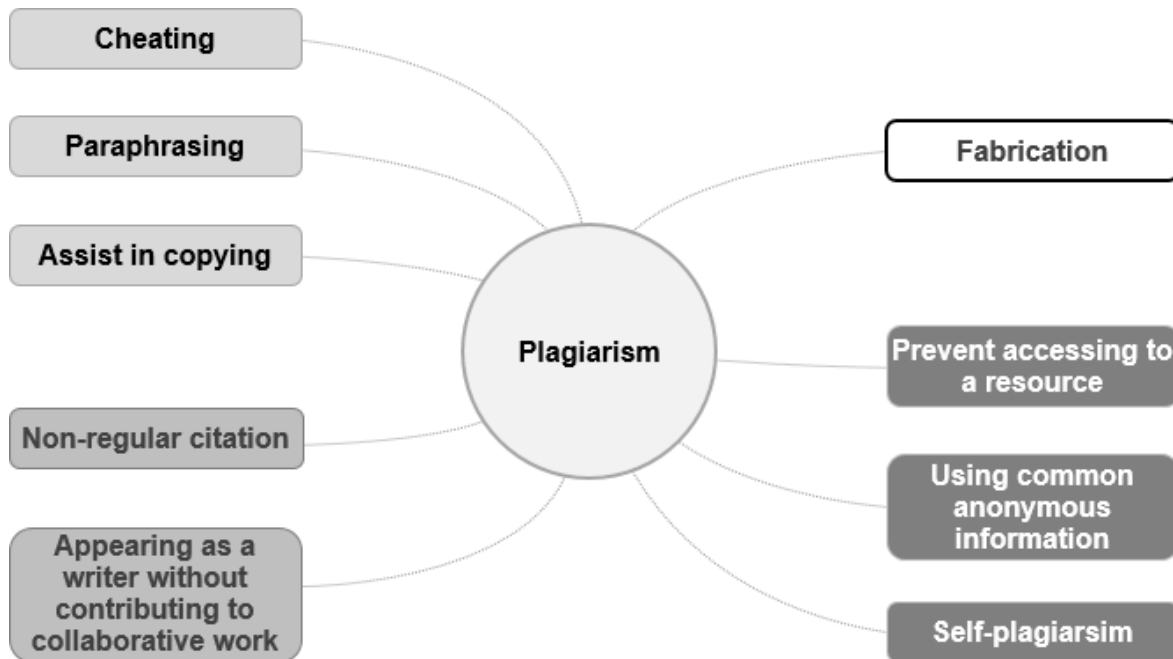 Cheating
Paraphrasing
Assist in copying
Non-regular citation
Appearing as a
writer without
contributing to
collaborative work
Plagiarism
Fabrication
Prevent accessing to
a resource
Using common
anonymous
information
Self-plagiarsim